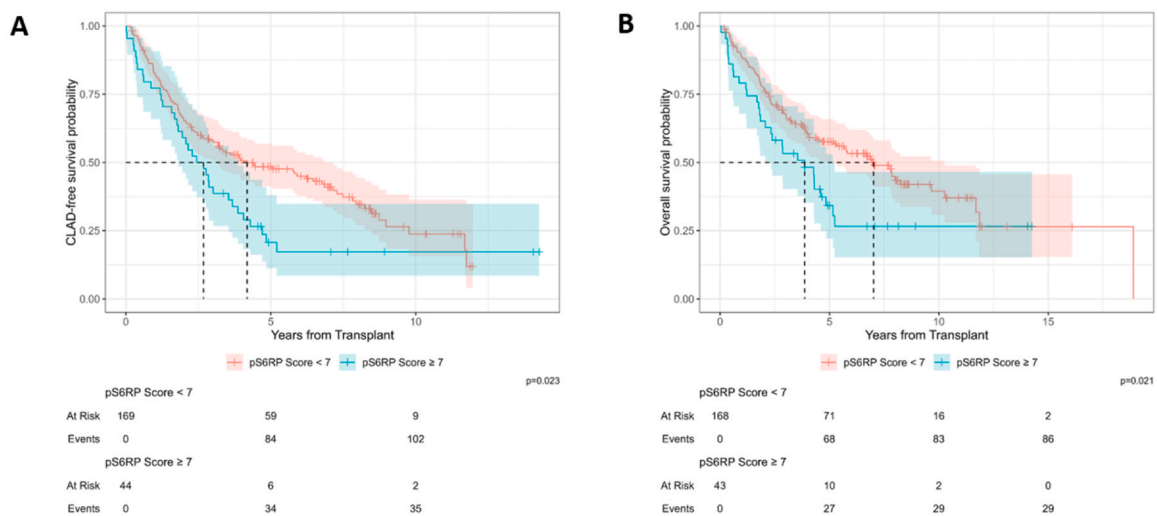 A
CLAD-free survival probability
1.00
0.75
0.50
0.25
0.00
0 5 10
Years from Transplant
pS6RP Score < 7 pS6RP Score ≥ 7
p=0.023
pS6RP Score < 7
At Risk 169 59 9
Events 0 84 102
pS6RP Score ≥ 7
At Risk 44 6 2
Events 0 34 35
B
Overall survival probability
1.00
0.75
0.50
0.25
0.00
0 5 10 15
Years from Transplant
pS6RP Score < 7 pS6RP Score ≥ 7
p=0.021
pS6RP Score < 7
At Risk 168 71 16 2
Events 0 68 83 86
pS6RP Score ≥ 7
At Risk 43 10 2 0
Events 0 27 29 29